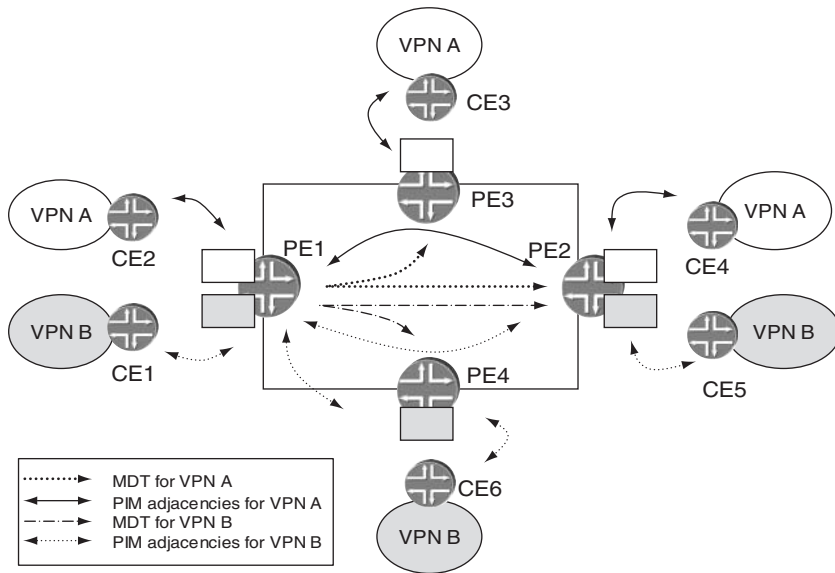 VPN A
CE3
VPN A
PE3
VPN A
CE2
PE1
PE2
CE4
VPN B
CE1
PE4
VPN B
CE5
MDT for VPN A
PIM adjacencies for VPN A
MDT for VPN B
PIM adjacencies for VPN B
CE6
VPN B